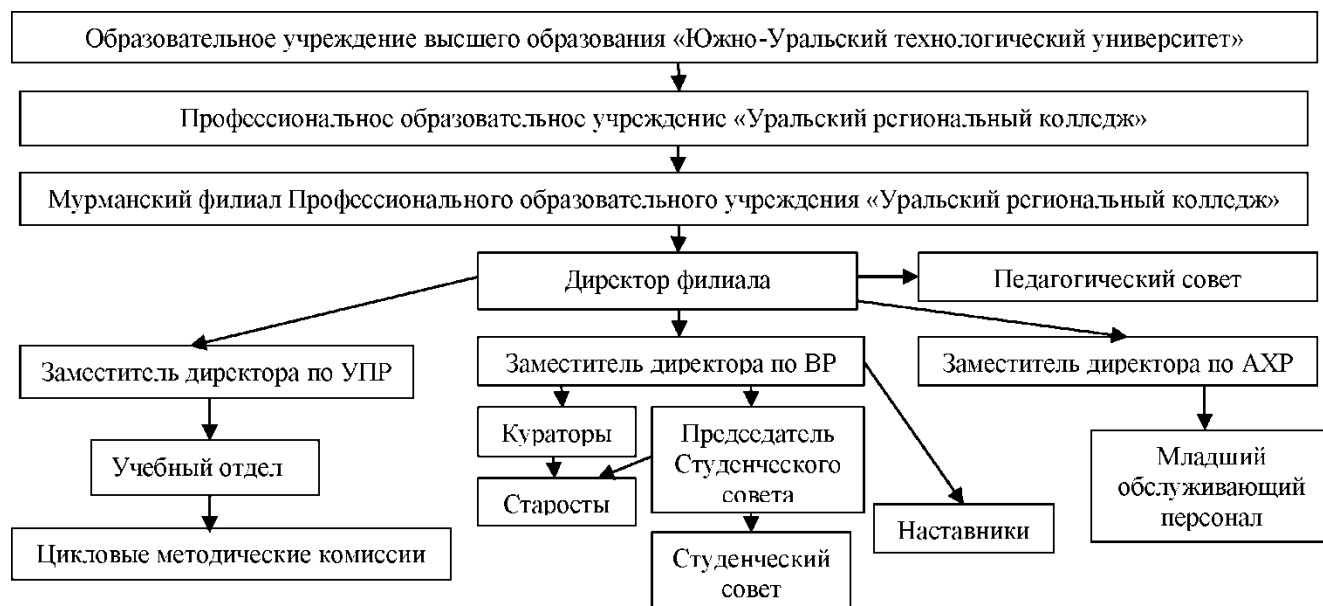 Образовательное учреждение высшего образования «Южно-Уральский технологический университет»
Профессиональное образовательное учреждение «Уральский региональный колледж»
Мурманский филиал Профессионального образовательного учреждения «Уральский региональный колледж»
Директор филиала
Педагогический совет
Заместитель директора по УПР
Заместитель директора по ВР
Заместитель директора по АХР
Кураторы
Председатель
Студенческого
совета
Учебный отдел
Старосты
Младший
обслуживающий
персонал
Наставники
Цикловые методические комиссии
Студенческий
совет